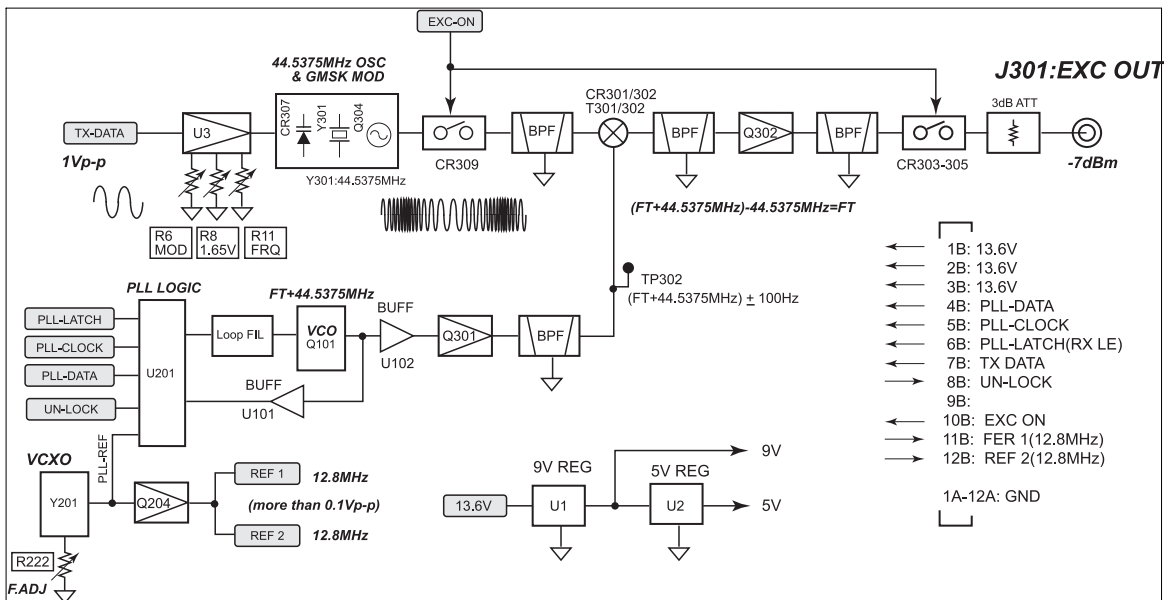 EXC-ON
J301:EXC OUT
44.5375MHz OSC
& GMSK MOD
CR307
Y301
Q304
Y301:44.5375MHz
TX-DATA
1Vp-p
U3
R6
MOD
R8
1.65V
R11
FRQ
CR309
BPF
CR301/302
T301/302
BPF
Q302
BPF
CR303-305
3dB ATT
-7dBm
(FT+44.5375MHz)-44.5375MHz=FT
TP302
(FT+44.5375MHz) ± 100Hz
PLL LOGIC
PLL-LATCH
PLL-CLOCK
PLL-DATA
UN-LOCK
U201
Loop FIL
FT+44.5375MHz
VCO
Q101
BUFF
U102
Q301
BPF
BUFF
U101
PLL-REF
VCXO
Y201
R222
F.ADJ
Q204
REF 1
12.8MHz
(more than 0.1Vp-p)
REF 2
12.8MHz
13.6V
9V REG
U1
5V REG
U2
9V
5V
1B: 13.6V
2B: 13.6V
3B: 13.6V
4B: PLL-DATA
5B: PLL-CLOCK
6B: PLL-LATCH(RX LE)
7B: TX DATA
8B: UN-LOCK
9B:
10B: EXC ON
11B: FER 1(12.8MHz)
12B: REF 2(12.8MHz)
1A-12A: GND